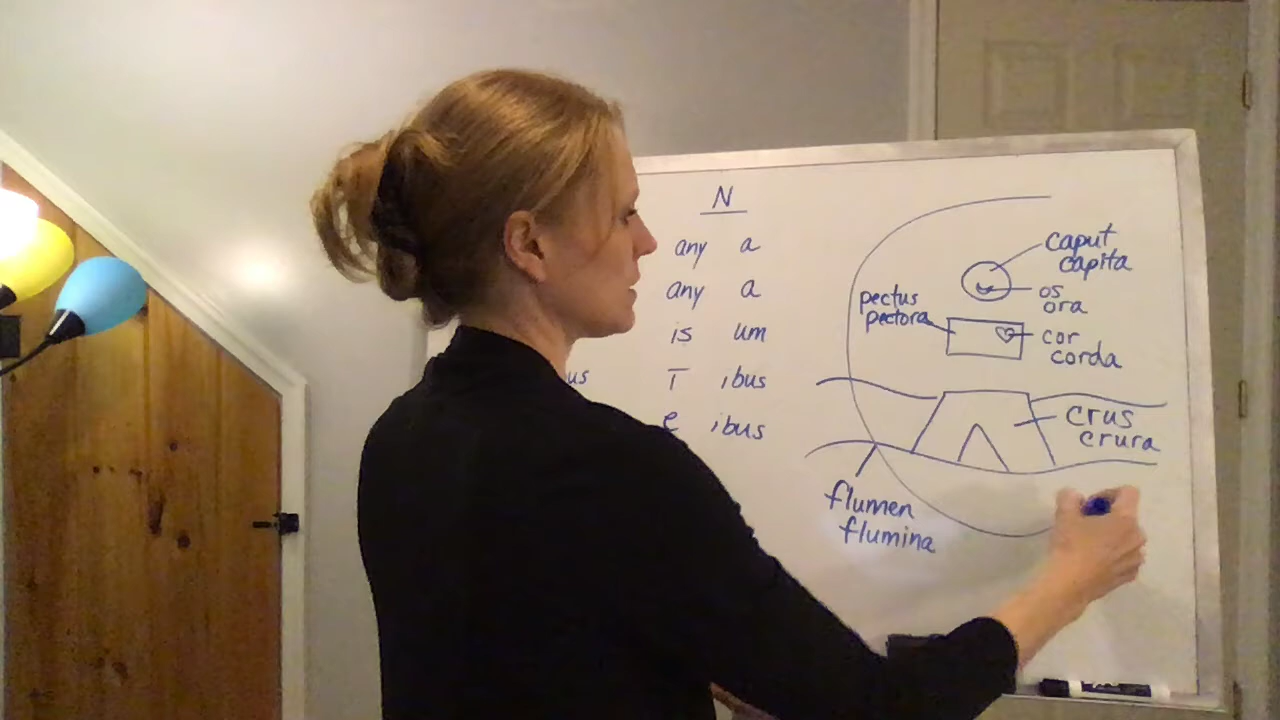 N
any a
any a
is um
us ī ibus
e ibus
caput
capita
os
ora
pectus
pectora
cor
corda
crus
crura
flumen
flumina